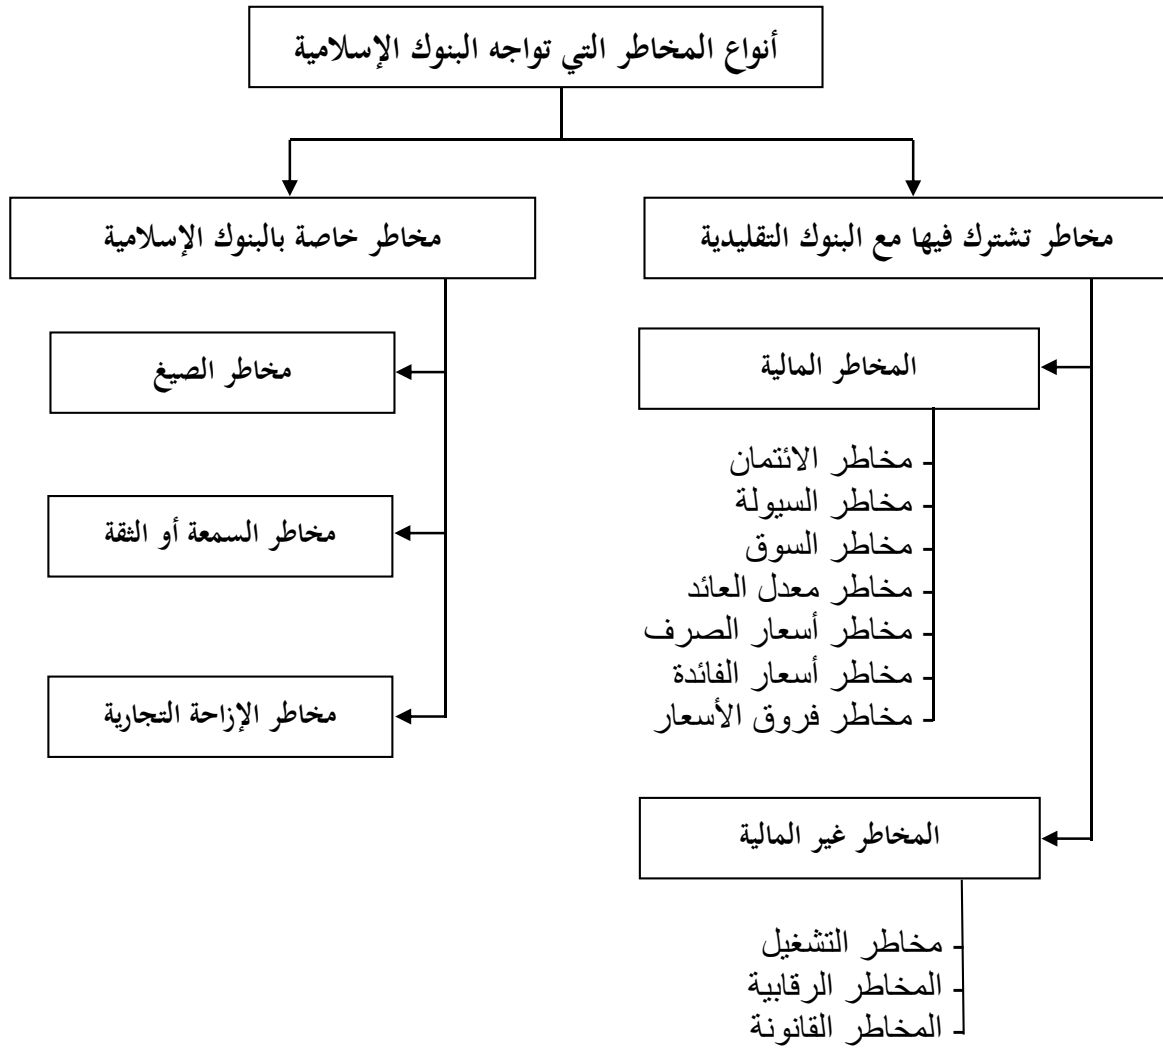 أنواع المخاطر التي تواجه البنوك الإسلامية
مخاطر تشترك فيها مع البنوك التقليدية
المخاطر المالية
- مخاطر الائتمان
- مخاطر السيولة
- مخاطر السوق
- مخاطر معدل العائد
- مخاطر أسعار الصرف
- مخاطر أسعار الفائدة
- مخاطر فروق الأسعار
المخاطر غير المالية
- مخاطر التشغيل
- المخاطر الرقابية
- المخاطر القانونة
مخاطر خاصة بالبنوك الإسلامية
مخاطر الصيغ
مخاطر السمعة أو الثقة
مخاطر الإزاحة التجارية